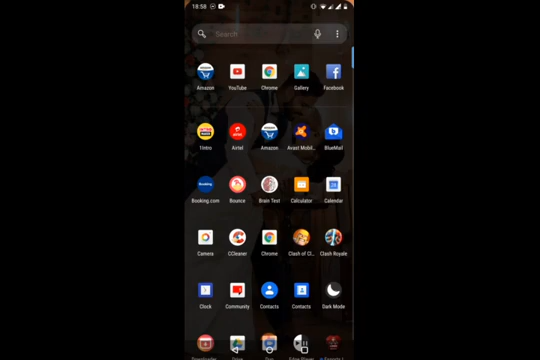 18:58
Search
Amazon YouTube Chrome Gallery Facebook
1Intro Airtel Amazon Avast Mobil.. BlueMail
Booking.com Bounce Brain Test Calculator Calendar
Camera CCleaner Chrome Clash of Cl.. Clash Royale
Clock Community Contacts Contacts Dark Mode